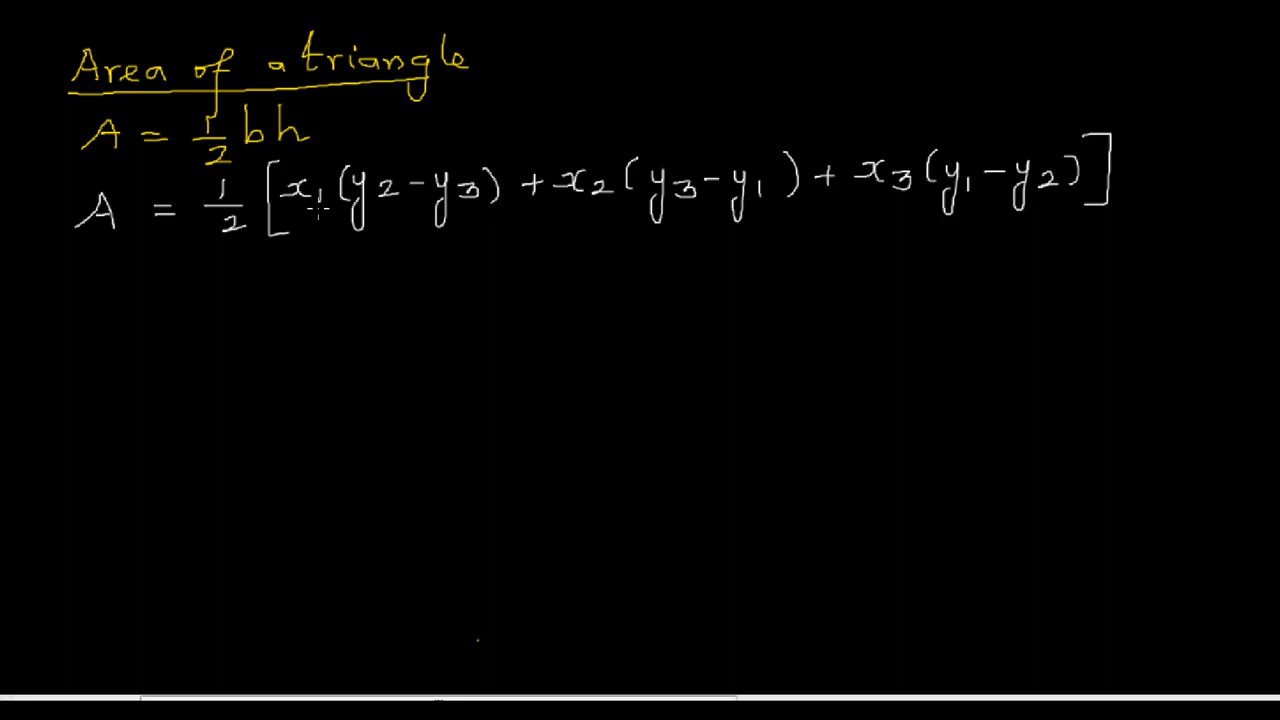 Area of a triangle
A = 1/2 bh
A = 1/2 [x₁(y₂ - y₃) + x₂(y₃ - y₁) + x₃(y₁ - y₂)]